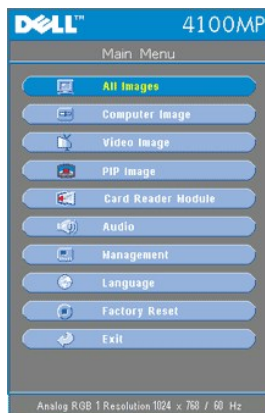 DELL™ 4100MP
Main Menu
All Images
Computer Image
Video Image
PIP Image
Card Reader Module
Audio
Management
Language
Factory Reset
Exit
Analog RGB 1 Resolution 1024 x 768 / 60 Hz